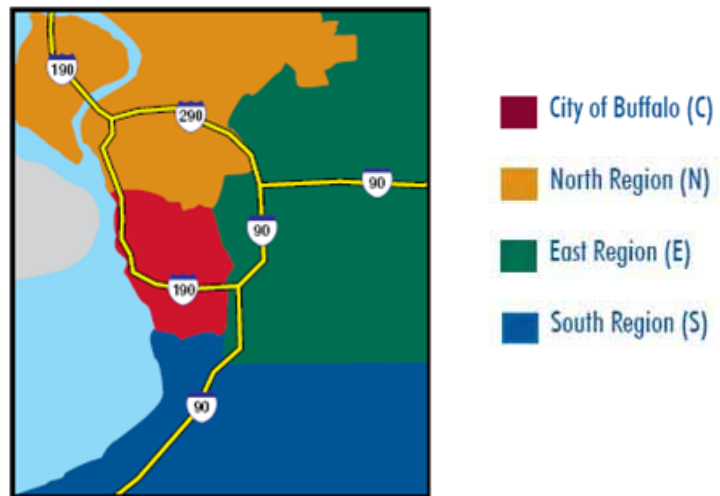 190
290
90
90
190
90
City of Buffalo (C)
North Region (N)
East Region (E)
South Region (S)